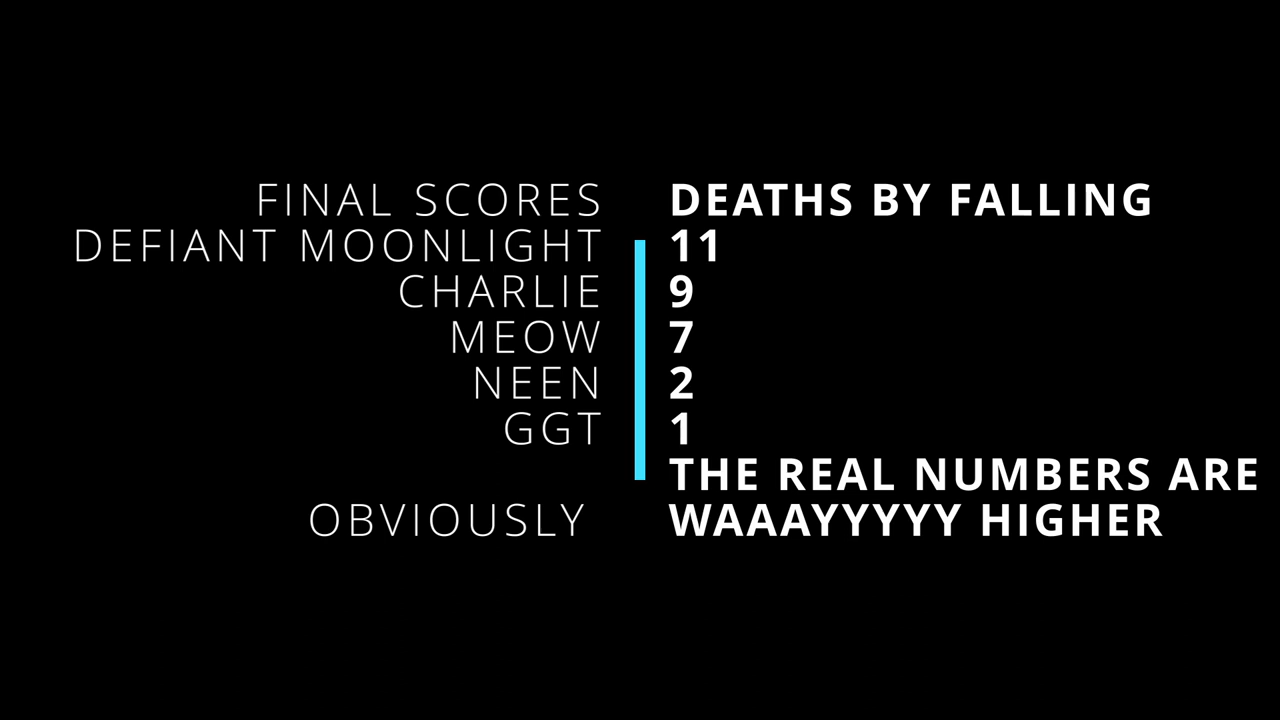 FINAL SCORES DEATHS BY FALLING
DEFIANT MOONLIGHT 11
CHARLIE 9
MEOW 7
NEEN 2
GGT 1
THE REAL NUMBERS ARE
OBVIOUSLY WAAAYYYYY HIGHER